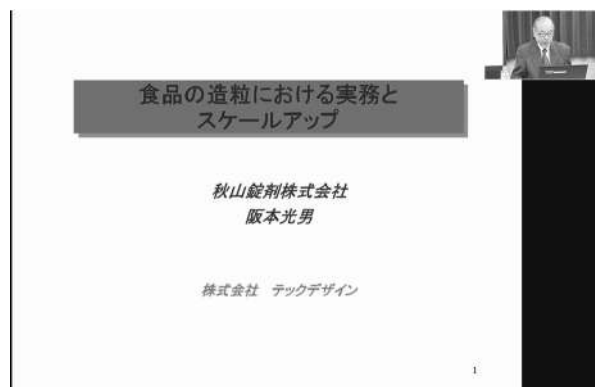 食品の造粒における実務と
スケールアップ
秋山錠剤株式会社
阪本光男
株式会社　テックデザイン
1